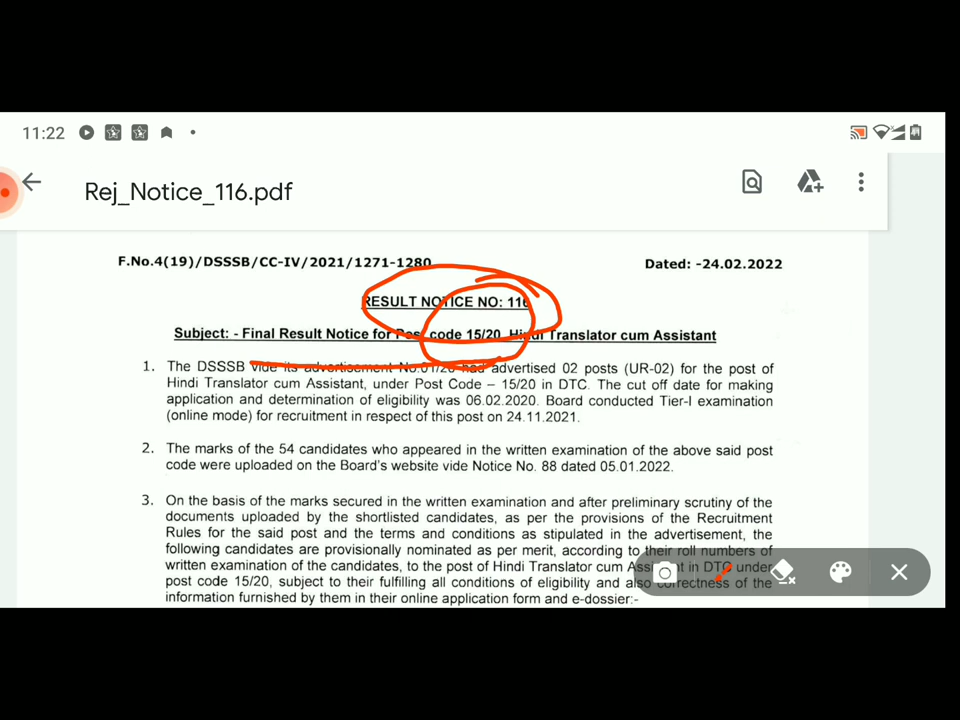 11:22
Rej_Notice_116.pdf
F.No.4(19)/DSSSB/CC-IV/2021/1271-1280
Dated: -24.02.2022
RESULT NOTICE NO: 116
Subject: - Final Result Notice for Post code 15/20, Hindi Translator cum Assistant
1. The DSSSB vide its advertisement No.01/20 had advertised 02 posts (UR-02) for the post of
Hindi Translator cum Assistant, under Post Code – 15/20 in DTC. The cut off date for making
application and determination of eligibility was 06.02.2020. Board conducted Tier-I examination
(online mode) for recruitment in respect of this post on 24.11.2021.
2. The marks of the 54 candidates who appeared in the written examination of the above said post
code were uploaded on the Board's website vide Notice No. 88 dated 05.01.2022.
3. On the basis of the marks secured in the written examination and after preliminary scrutiny of the
documents uploaded by the shortlisted candidates, as per the provisions of the Recruitment
Rules for the said post and the terms and conditions as stipulated in the advertisement, the
following candidates are provisionally nominated as per merit, according to their roll numbers of
written examination of the candidates, to the post of Hindi Translator cum Assistant in DTC under
post code 15/20, subject to their fulfilling all conditions of eligibility and also correctness of the
information furnished by them in their online application form and e-dossier:-